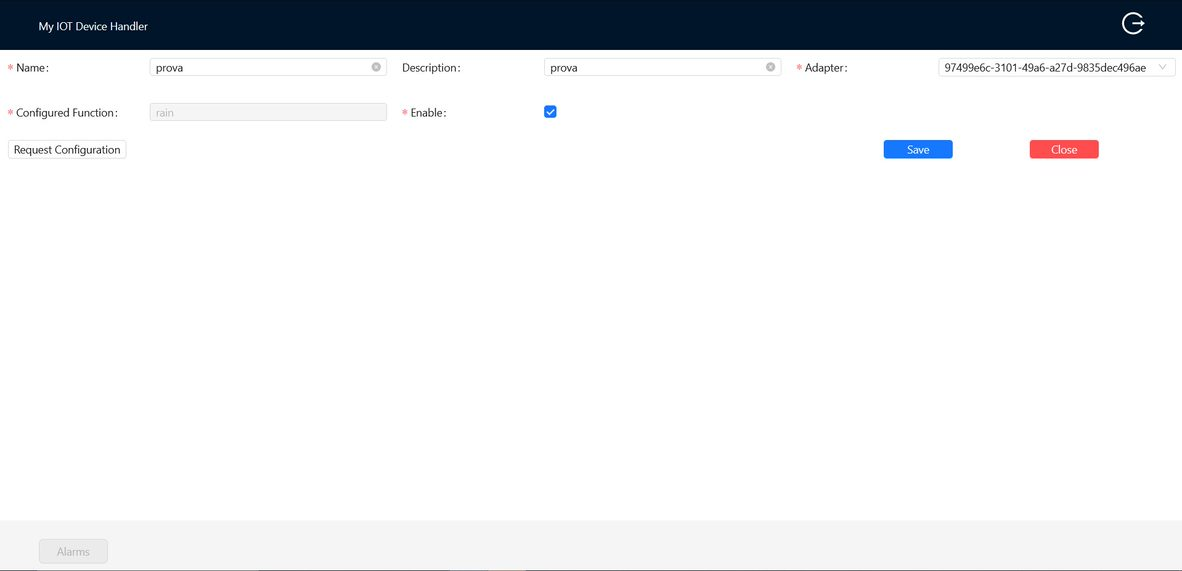 My IOT Device Handler
* Name: prova Description: prova * Adapter: 97499e6c-3101-49a6-a27d-9835dec496ae
* Configured Function: rain * Enable:
Request Configuration Save Close
Alarms